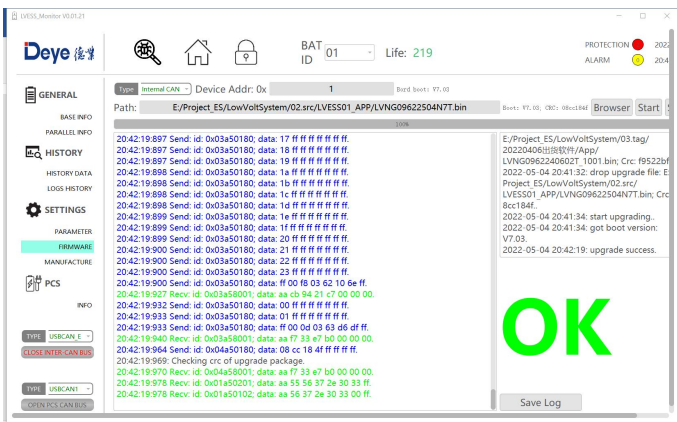 LVESS_Monitor V0.01.21
Deye 德業
BAT ID 01 Life: 219
PROTECTION 2022
ALARM 0 20:4
GENERAL
BASE INFO
PARALLEL INFO
HISTORY
HISTORY DATA
LOGS HISTORY
SETTINGS
PARAMETER
FIRMWARE
MANUFACTURE
PCS
INFO
TYPE USBCAN_E
CLOSE INTER-CAN BUS
TYPE USBCAN1
OPEN PCS CAN BUS
Type Internal CAN Device Addr: 0x 1 Bord boot: V7.03
Path: E:/Project_ES/LowVoltSystem/02.src/LVESS01_APP/LVNG09622504N7T.bin Boot: V7.03; CRC: 08cc184f Browser Start S
100%
20:42:19:897 Send: id: 0x03a50180; data: 17 ff ff ff ff ff ff ff.
20:42:19:897 Send: id: 0x03a50180; data: 18 ff ff ff ff ff ff ff.
20:42:19:897 Send: id: 0x03a50180; data: 19 ff ff ff ff ff ff ff.
20:42:19:898 Send: id: 0x03a50180; data: 1a ff ff ff ff ff ff ff.
20:42:19:898 Send: id: 0x03a50180; data: 1b ff ff ff ff ff ff ff.
20:42:19:898 Send: id: 0x03a50180; data: 1c ff ff ff ff ff ff ff.
20:42:19:898 Send: id: 0x03a50180; data: 1d ff ff ff ff ff ff ff.
20:42:19:899 Send: id: 0x03a50180; data: 1e ff ff ff ff ff ff ff.
20:42:19:899 Send: id: 0x03a50180; data: 1f ff ff ff ff ff ff ff.
20:42:19:899 Send: id: 0x03a50180; data: 20 ff ff ff ff ff ff ff.
20:42:19:900 Send: id: 0x03a50180; data: 21 ff ff ff ff ff ff ff.
20:42:19:900 Send: id: 0x03a50180; data: 22 ff ff ff ff ff ff ff.
20:42:19:900 Send: id: 0x03a50180; data: 23 ff ff ff ff ff ff ff.
20:42:19:900 Send: id: 0x03a50180; data: ff 00 f8 03 62 10 6e ff.
20:42:19:927 Recv: id: 0x03a58001; data: aa cb 94 21 c7 00 00 00.
20:42:19:932 Send: id: 0x03a50180; data: 00 ff ff ff ff ff ff ff.
20:42:19:933 Send: id: 0x03a50180; data: 01 ff ff ff ff ff ff ff.
20:42:19:933 Send: id: 0x03a50180; data: ff 00 0d 03 63 d6 df ff.
20:42:19:940 Recv: id: 0x03a58001; data: aa f7 33 e7 b0 00 00 00.
20:42:19:964 Send: id: 0x04a50180; data: 08 cc 18 4f ff ff ff ff.
20:42:19:969: Checking crc of upgrade package.
20:42:19:970 Recv: id: 0x04a58001; data: aa f7 33 e7 b0 00 00 00.
20:42:19:978 Recv: id: 0x01a50201; data: aa 55 56 37 2e 30 33 ff.
20:42:19:978 Recv: id: 0x01a50102; data: aa 56 37 2e 30 33 00 ff.
E:/Project_ES/LowVoltSystem/03.tag/
20220406出货软件/App/
LVNG0962240602T_1001.bin; Crc: f9522bf
2022-05-04 20:41:32: drop upgrade file: E:
Project_ES/LowVoltSystem/02.src/
LVESS01_APP/LVNG09622504N7T.bin; Crc
8cc184f..
2022-05-04 20:41:34: start upgrading..
2022-05-04 20:41:34: got boot version:
V7.03.
2022-05-04 20:42:19: upgrade success.
OK
Save Log